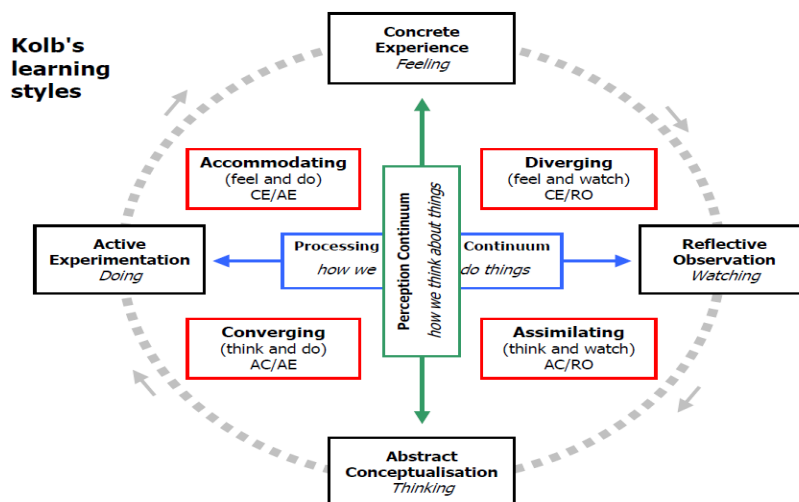 Kolb's
learning
styles
Concrete
Experience
Feeling
Accommodating
(feel and do)
CE/AE
Diverging
(feel and watch)
CE/RO
Active
Experimentation
Doing
Processing Continuum
how we do things
Perception Continuum
how we think about things
Reflective
Observation
Watching
Converging
(think and do)
AC/AE
Assimilating
(think and watch)
AC/RO
Abstract
Conceptualisation
Thinking